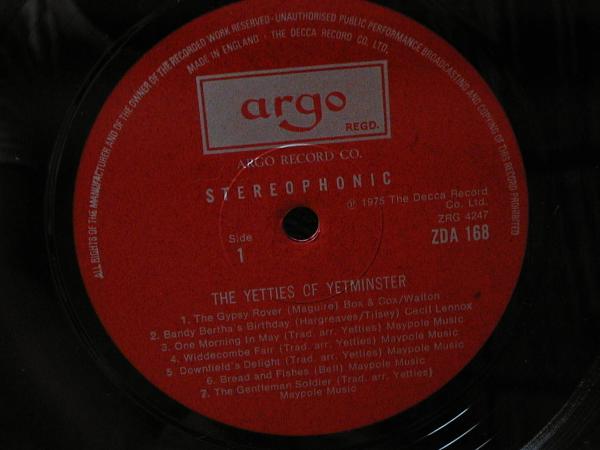 ALL RIGHTS OF THE MANUFACTURER AND OF THE OWNER OF THE RECORDED WORK RESERVED · UNAUTHORISED PUBLIC PERFORMANCE BROADCASTING AND COPYING OF THIS RECORD PROHIBITED
MADE IN ENGLAND · THE DECCA RECORD CO. LTD.
argo
REGD.
ARGO RECORD CO.
STEREOPHONIC
℗ 1975 The Decca Record
Co. Ltd.
ZRG 4247
Side
1
ZDA 168
THE YETTIES OF YETMINSTER
1. The Gypsy Rover (Maguire) Box & Cox/Walton
2. Bandy Bertha's Birthday (Hargreaves/Tilsey) Cecil Lennox
3. One Morning In May (Trad. arr. Yetties) Maypole Music
4. Widdecombe Fair (Trad. arr. Yetties) Maypole Music
5. Downfield's Delight (Trad. arr. Yetties) Maypole Music
6. Bread and Fishes (Bell) Maypole Music
7. The Gentleman Soldier (Trad. arr. Yetties)
Maypole Music